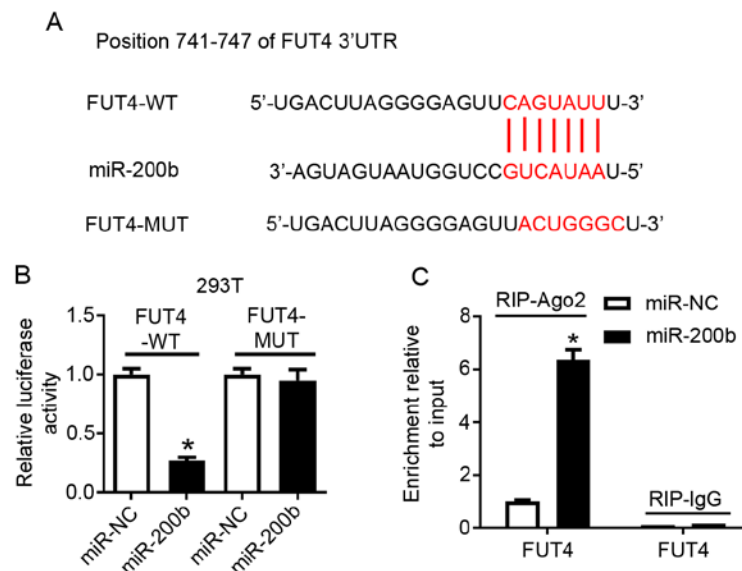 A
Position 741-747 of FUT4 3'UTR
FUT4-WT 5'-UGACUUAGGGGAGUUCAGUAUUU-3'
miR-200b 3'-AGUAGUAAUGGUCCGUCAUAAU-5'
FUT4-MUT 5'-UGACUUAGGGGAGUUACUGGGCU-3'
B
293T
FUT4
-WT
FUT4-
MUT
Relative luciferase
activity
1.5
1.0
0.5
0.0
*
miR-NC
miR-200b
miR-NC
miR-200b
C
RIP-Ago2
miR-NC
miR-200b
Enrichment relative
to input
8
6
4
2
0
*
RIP-IgG
FUT4
FUT4